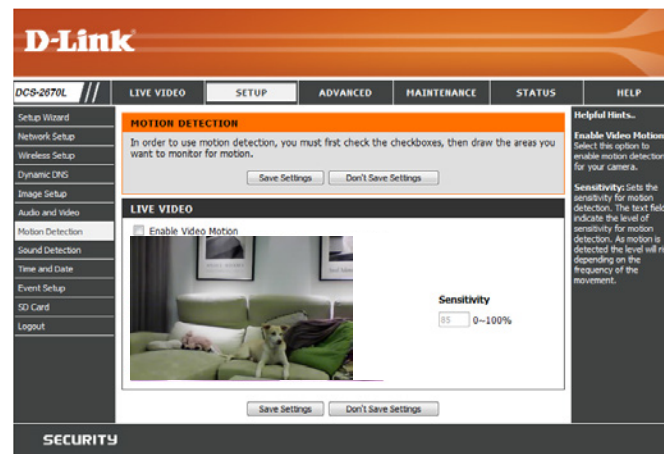 D-Link
DCS-2670L
LIVE VIDEO
SETUP
ADVANCED
MAINTENANCE
STATUS
HELP
Setup Wizard
Network Setup
Wireless Setup
Dynamic DNS
Image Setup
Audio and Video
Motion Detection
Sound Detection
Time and Date
Event Setup
SD Card
Logout
MOTION DETECTION
In order to use motion detection, you must first check the checkboxes, then draw the areas you
want to monitor for motion.
Save Settings
Don't Save Settings
LIVE VIDEO
Enable Video Motion
Sensitivity
85 0~100%
Save Settings
Don't Save Settings
Helpful Hints..
Enable Video Motion
Select this option to
enable motion detection
for your camera.
Sensitivity: Sets the
sensitivity for motion
detection. The text field
indicate the level of
sensitivity for motion
detection. As motion is
detected the level will ri
depending on the
frequency of the
movement.
SECURITY